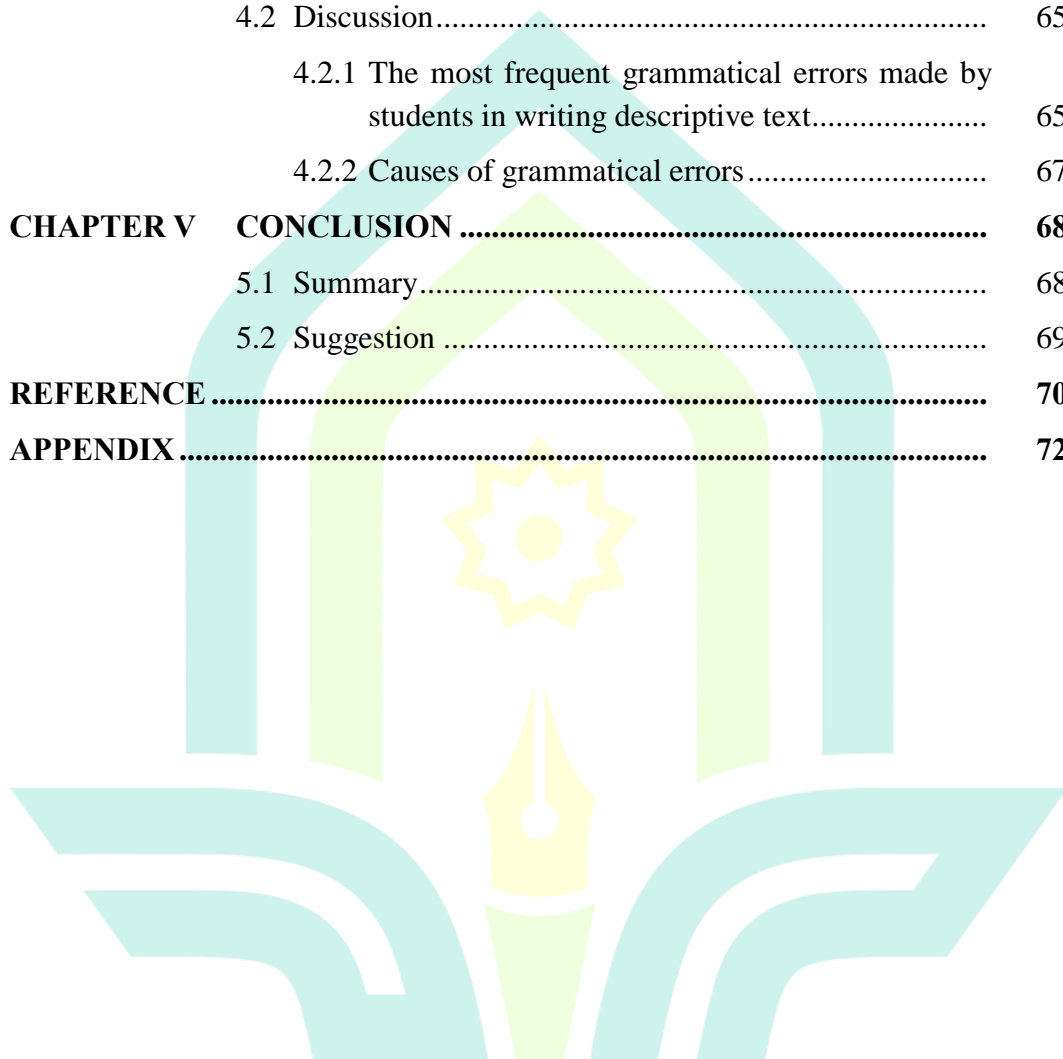 4.2 Discussion................................................................................. 65
4.2.1 The most frequent grammatical errors made by
students in writing descriptive text...................... 65
4.2.2 Causes of grammatical errors.............................. 67
CHAPTER V CONCLUSION .................................................................. 68
5.1 Summary................................................................ 68
5.2 Suggestion ............................................................. 69
REFERENCE.................................................................................... 70
APPENDIX....................................................................................... 72